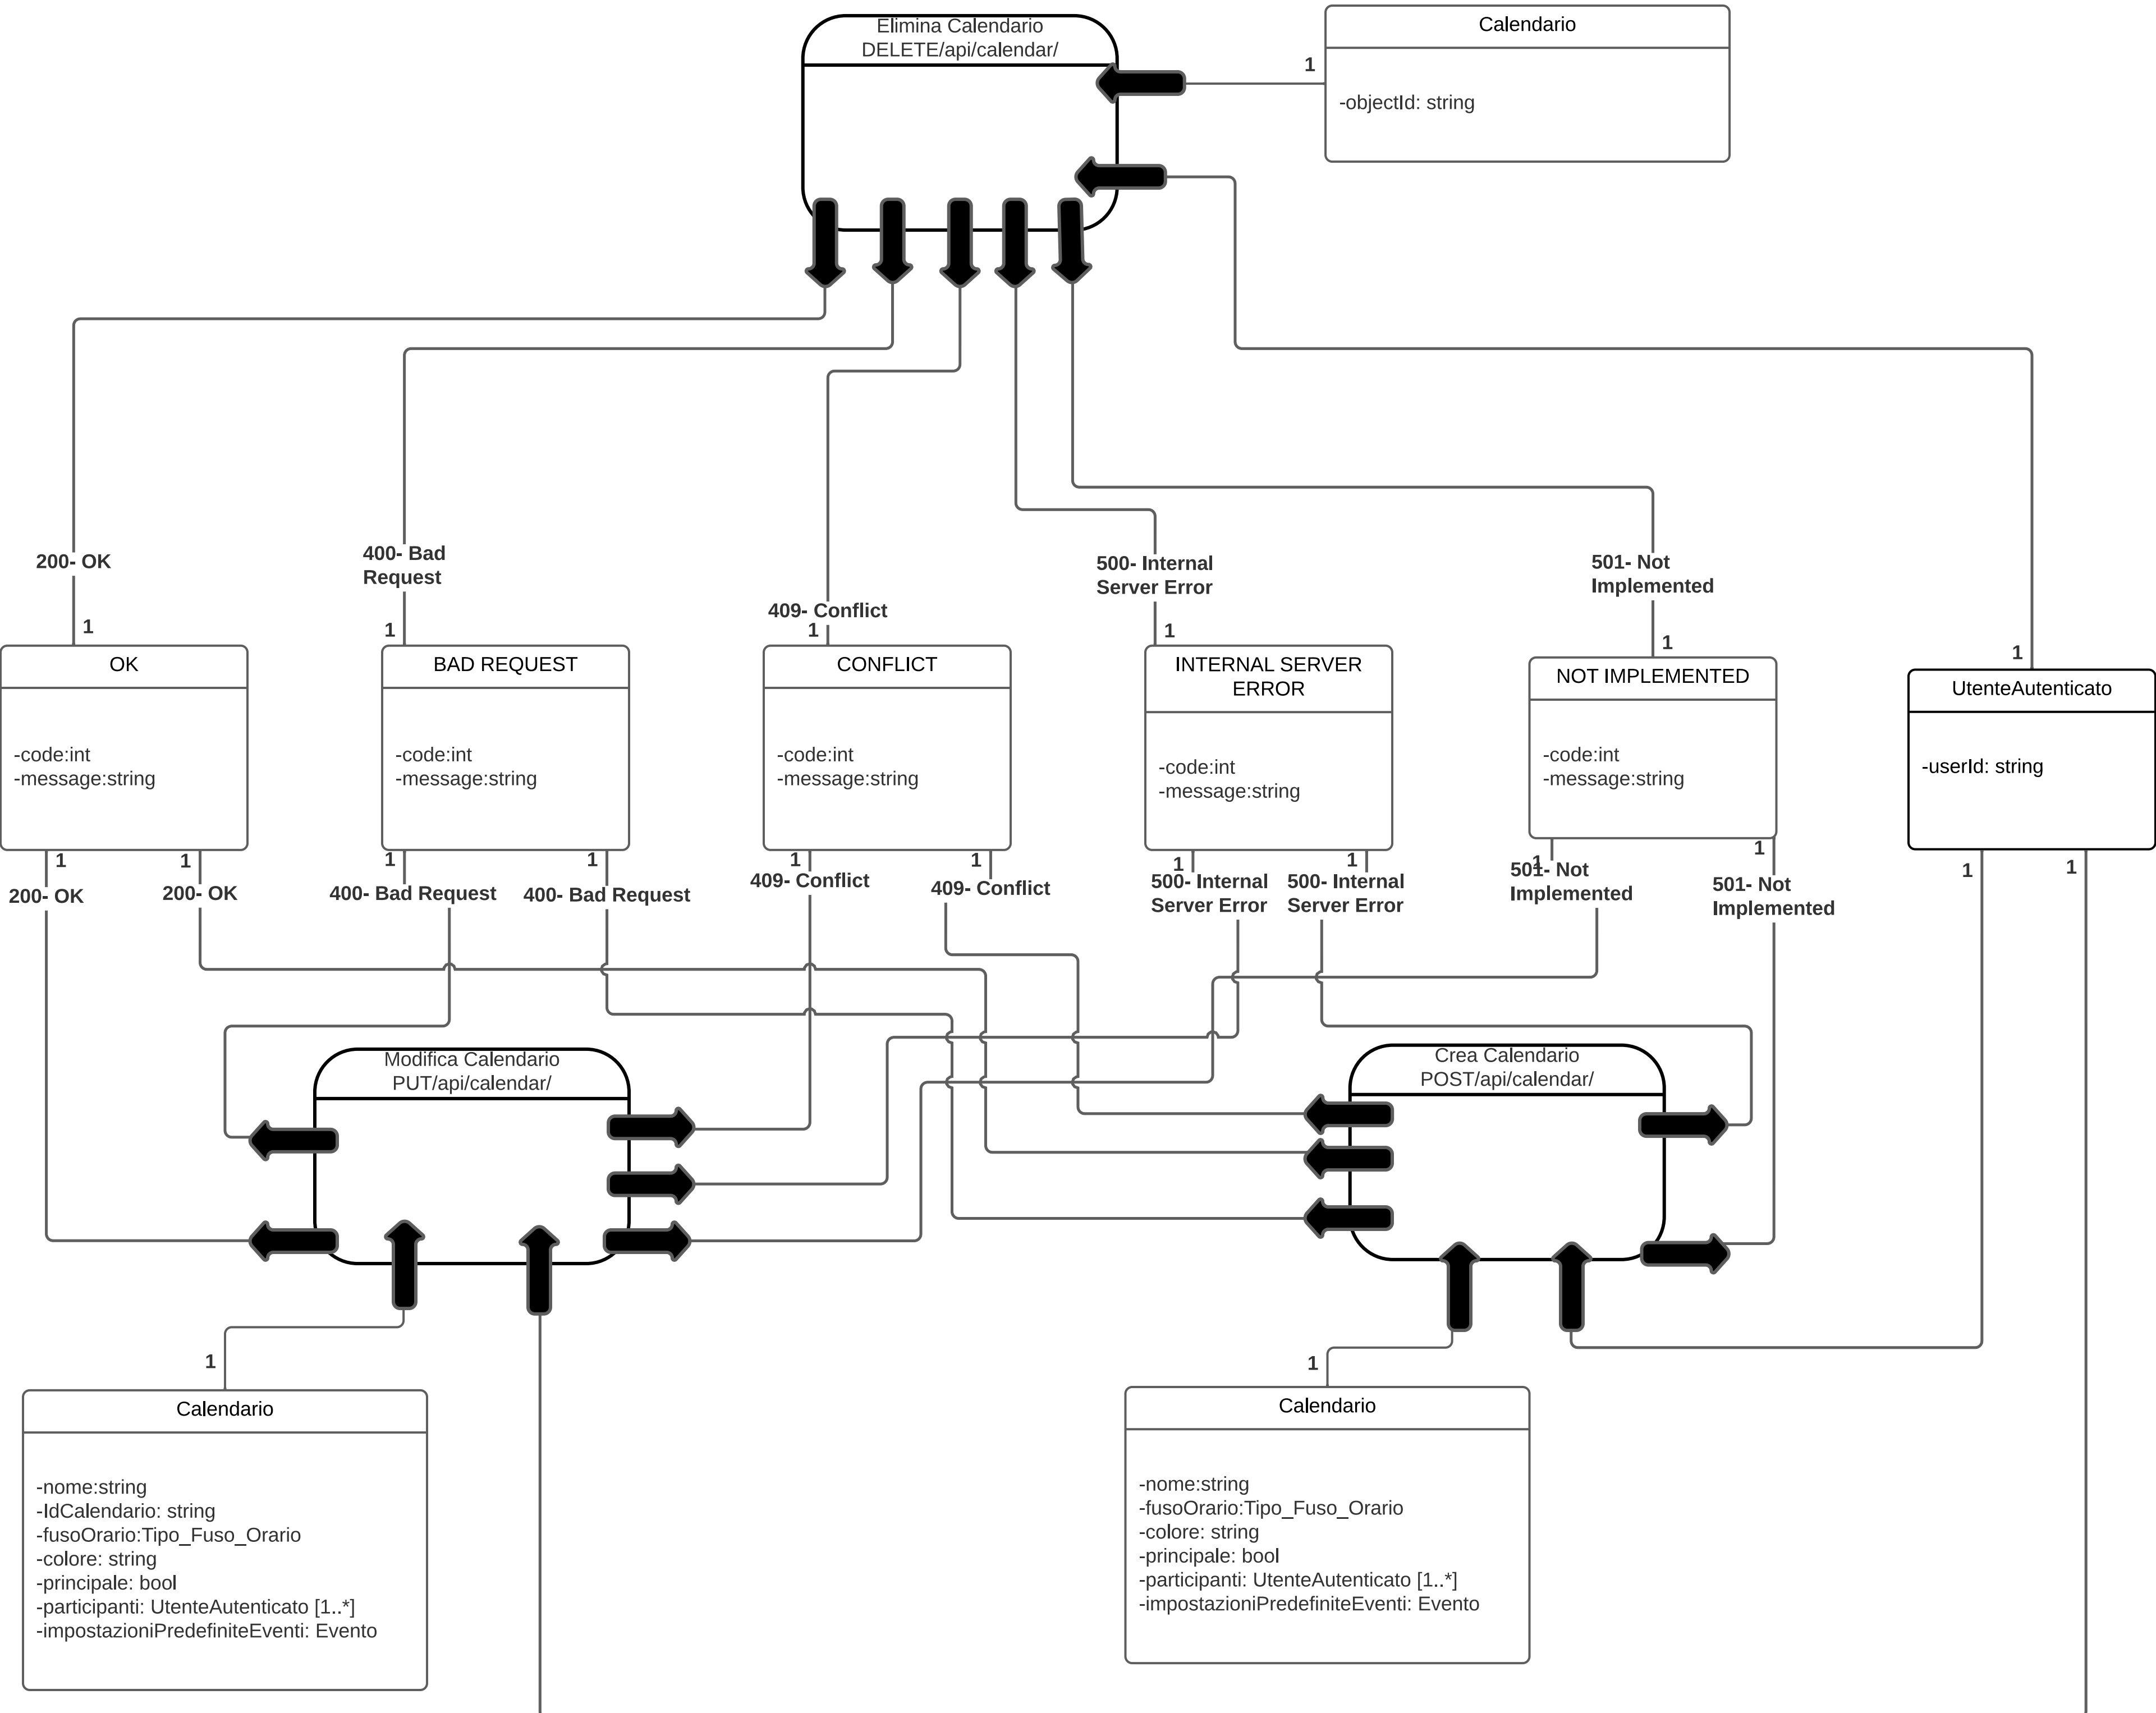 Elimina Calendario
DELETE/api/calendar/
Calendario
1
-objectId: string
200- OK
400- Bad
Request
409- Conflict
500- Internal
Server Error
501- Not
Implemented
1
1
1
1
1
1
OK
-code:int
-message:string
BAD REQUEST
-code:int
-message:string
CONFLICT
-code:int
-message:string
INTERNAL SERVER
ERROR
-code:int
-message:string
NOT IMPLEMENTED
-code:int
-message:string
UtenteAutenticato
-userId: string
1
1
1
1
1
1
1
1
1
1
1
1
200- OK
200- OK
400- Bad Request
400- Bad Request
409- Conflict
409- Conflict
500- Internal
Server Error
500- Internal
Server Error
501- Not
Implemented
501- Not
Implemented
Modifica Calendario
PUT/api/calendar/
Crea Calendario
POST/api/calendar/
1
Calendario
-nome:string
-IdCalendario: string
-fusoOrario:Tipo_Fuso_Orario
-colore: string
-principale: bool
-participanti: UtenteAutenticato [1..*]
-impostazioniPredefiniteEventi: Evento
1
Calendario
-nome:string
-fusoOrario:Tipo_Fuso_Orario
-colore: string
-principale: bool
-participanti: UtenteAutenticato [1..*]
-impostazioniPredefiniteEventi: Evento